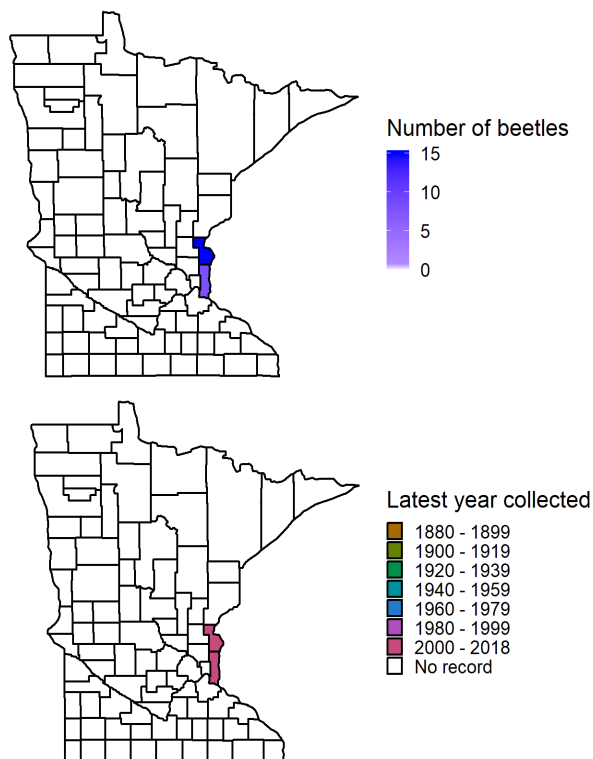 Number of beetles
15
10
5
0
Latest year collected
1880 - 1899
1900 - 1919
1920 - 1939
1940 - 1959
1960 - 1979
1980 - 1999
2000 - 2018
No record